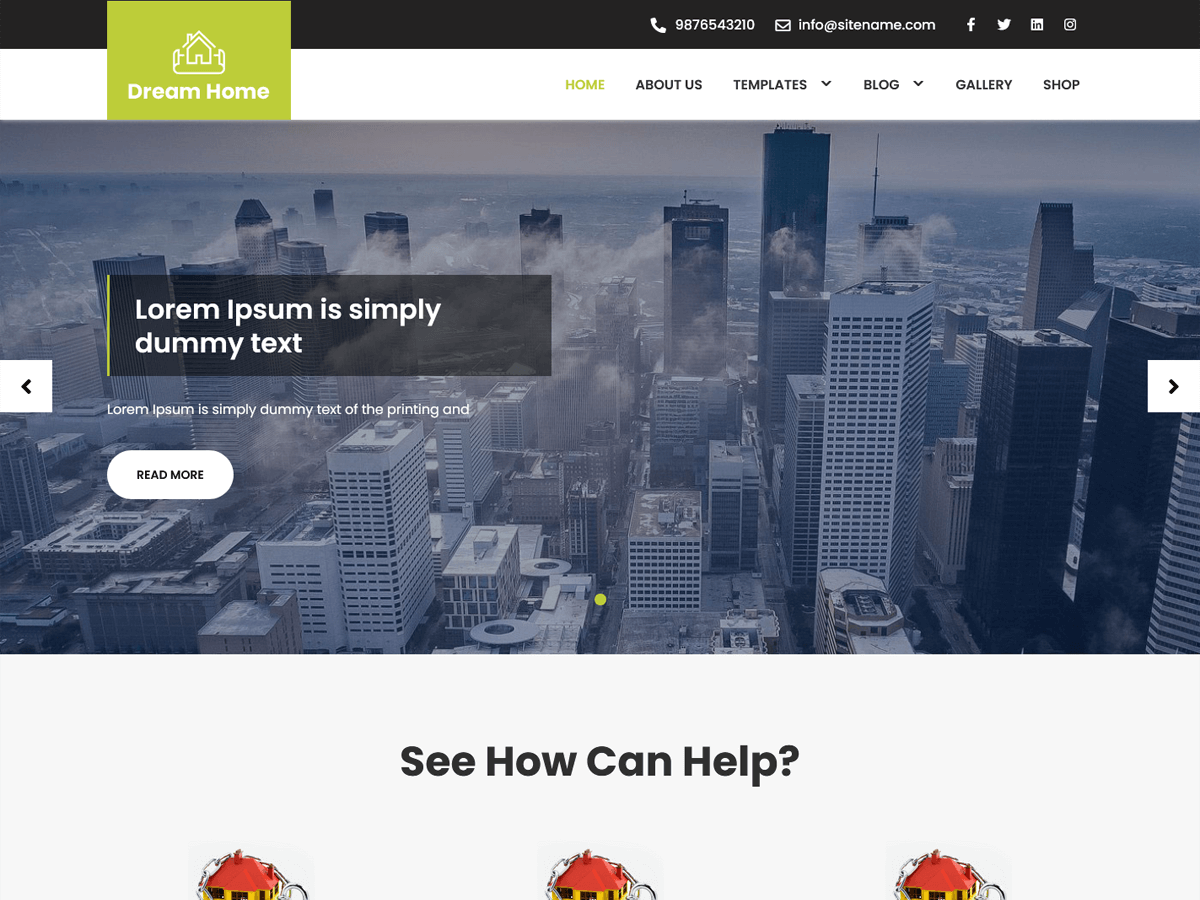 9876543210 info@sitename.com
Dream Home
HOME ABOUT US TEMPLATES BLOG GALLERY SHOP
Lorem Ipsum is simply
dummy text
Lorem Ipsum is simply dummy text of the printing and
READ MORE
See How Can Help?